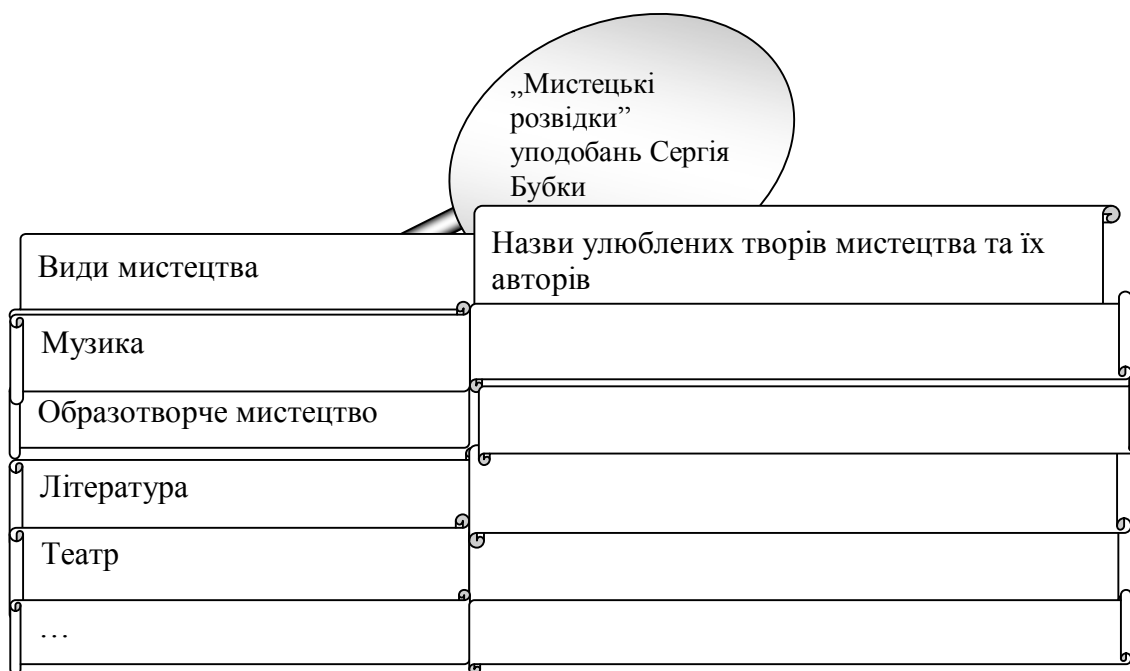 „Мистецькі
розвідки”
уподобань Сергія
Бубки
Види мистецтва
Назви улюблених творів мистецтва та їх
авторів
Музика
Образотворче мистецтво
Література
Театр
…